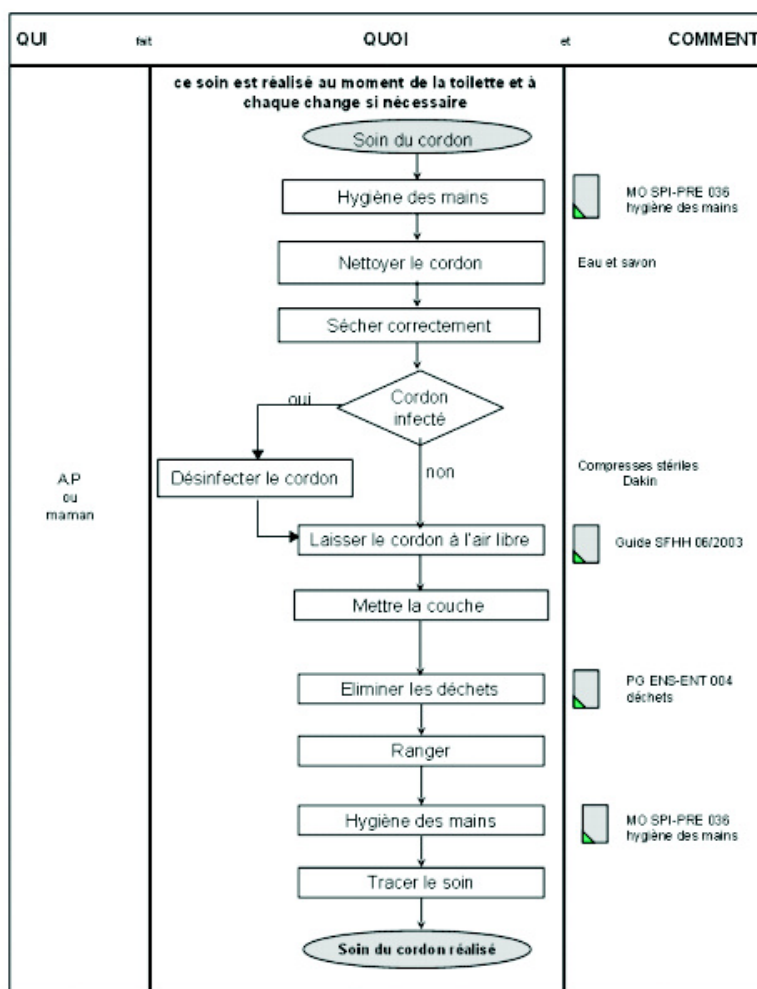 QUI fait QUOI et COMMENT
ce soin est réalisé au moment de la toilette et à
chaque change si nécessaire
Soin du cordon
Hygiène des mains
MO SPI-PRE 036
hygiène des mains
Nettoyer le cordon
Eau et savon
Sécher correctement
Cordon
infecté
oui
non
Désinfecter le cordon
Compresses stériles
Dakin
A.P
ou
maman
Laisser le cordon à l'air libre
Guide SFHH 06/2003
Mettre la couche
Eliminer les déchets
PG ENS-ENT 004
déchets
Ranger
Hygiène des mains
MO SPI-PRE 036
hygiène des mains
Tracer le soin
Soin du cordon réalisé